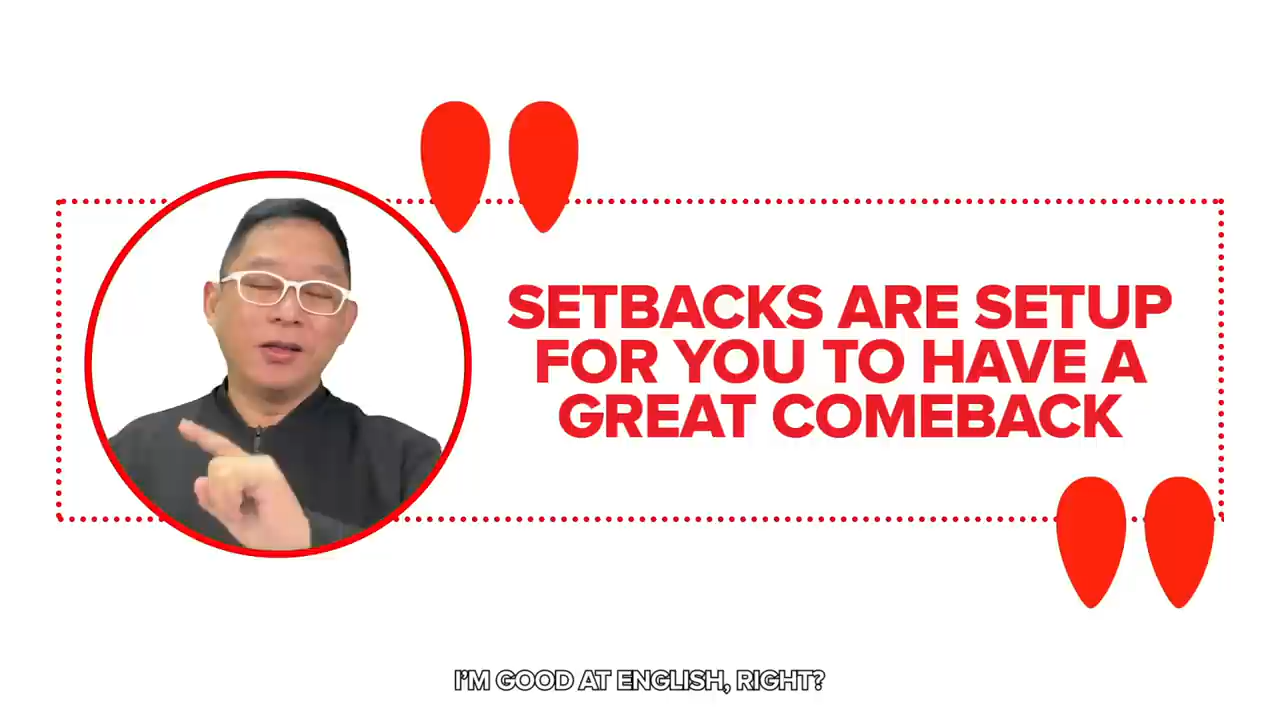 SETBACKS ARE SETUP
FOR YOU TO HAVE A
GREAT COMEBACK
I'M GOOD AT ENGLISH, RIGHT?